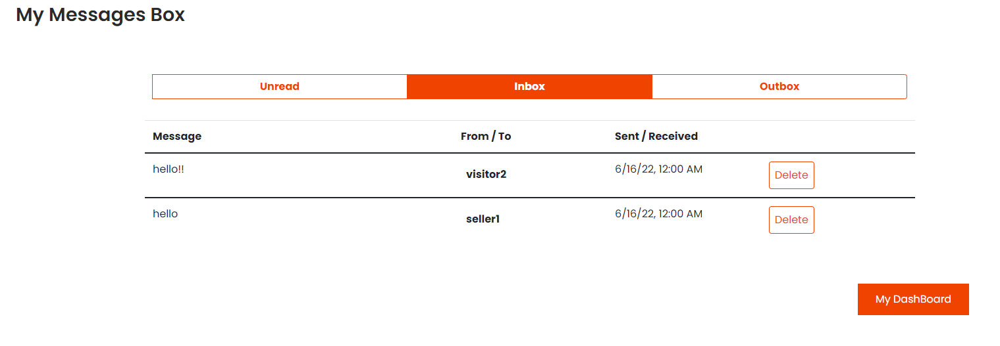 My Messages Box
Unread Inbox Outbox
Message From / To Sent / Received
hello!! visitor2 6/16/22, 12:00 AM Delete
hello seller1 6/16/22, 12:00 AM Delete
My DashBoard